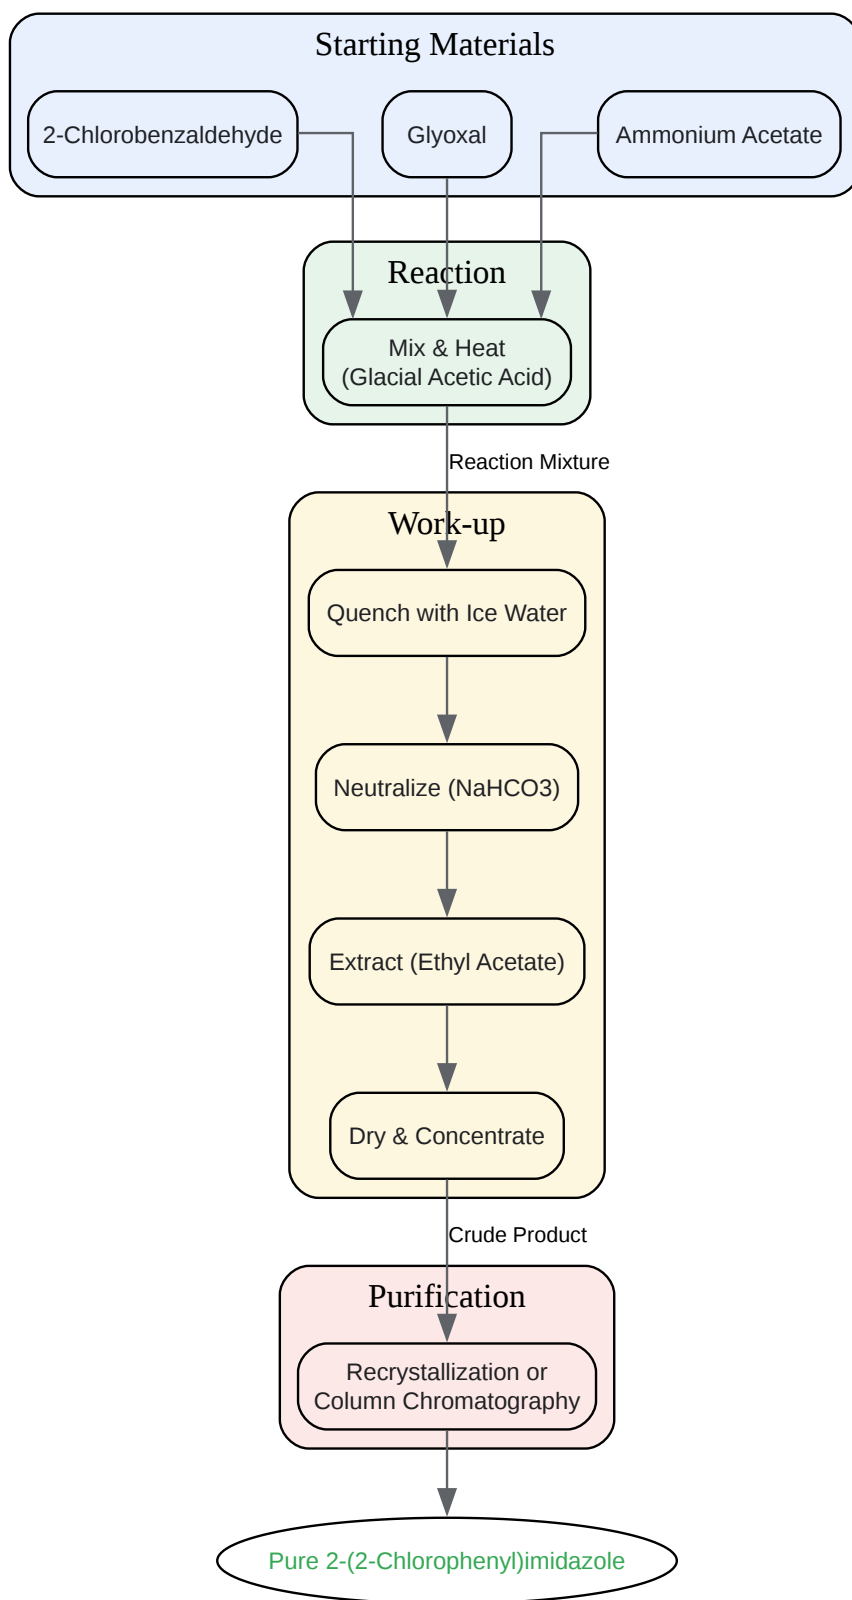 Starting Materials
2-Chlorobenzaldehyde
Glyoxal
Ammonium Acetate
Reaction
Mix & Heat
(Glacial Acetic Acid)
Reaction Mixture
Work-up
Quench with Ice Water
Neutralize (NaHCO3)
Extract (Ethyl Acetate)
Dry & Concentrate
Crude Product
Purification
Recrystallization or
Column Chromatography
Pure 2-(2-Chlorophenyl)imidazole